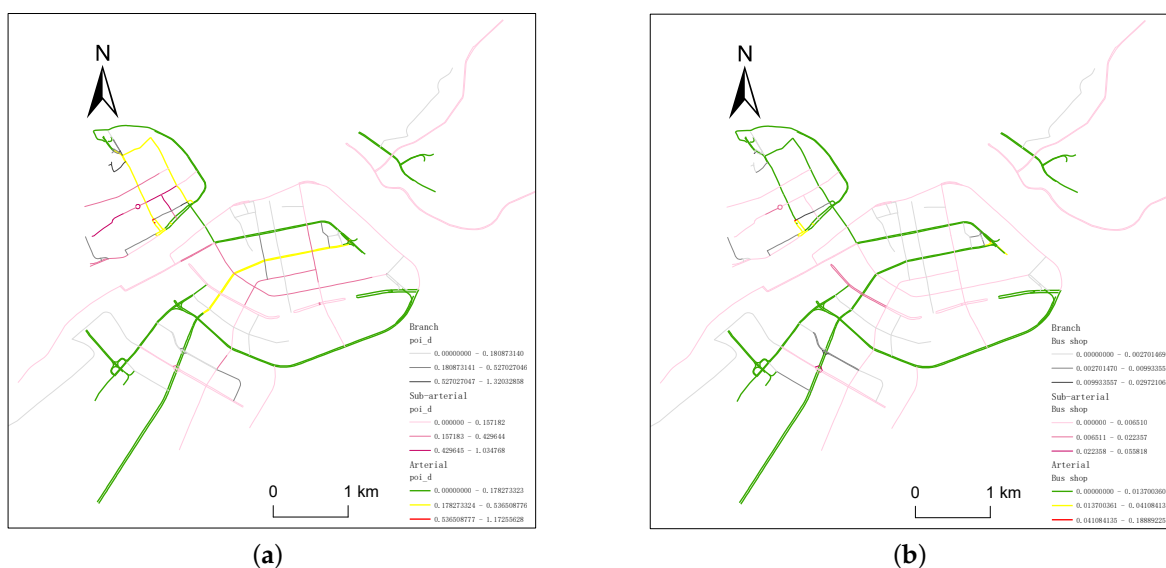 N
Branch
poi_d
0.00000000 - 0.180873140
0.180873141 - 0.527027046
0.527027047 - 1.32032858
Sub-arterial
poi_d
0.000000 - 0.157182
0.157183 - 0.429644
0.429645 - 1.034768
Arterial
poi_d
0.00000000 - 0.178273323
0.178273324 - 0.536508776
0.536508777 - 1.17255628
0 1 km
(a)
N
Branch
Bus shop
0.00000000 - 0.002701469
0.002701470 - 0.00993355
0.009933557 - 0.02972106
Sub-arterial
Bus shop
0.000000 - 0.006510
0.006511 - 0.022357
0.022358 - 0.055818
Arterial
Bus shop
0.00000000 - 0.013700360
0.013700361 - 0.04108413
0.041084135 - 0.18889225
0 1 km
(b)